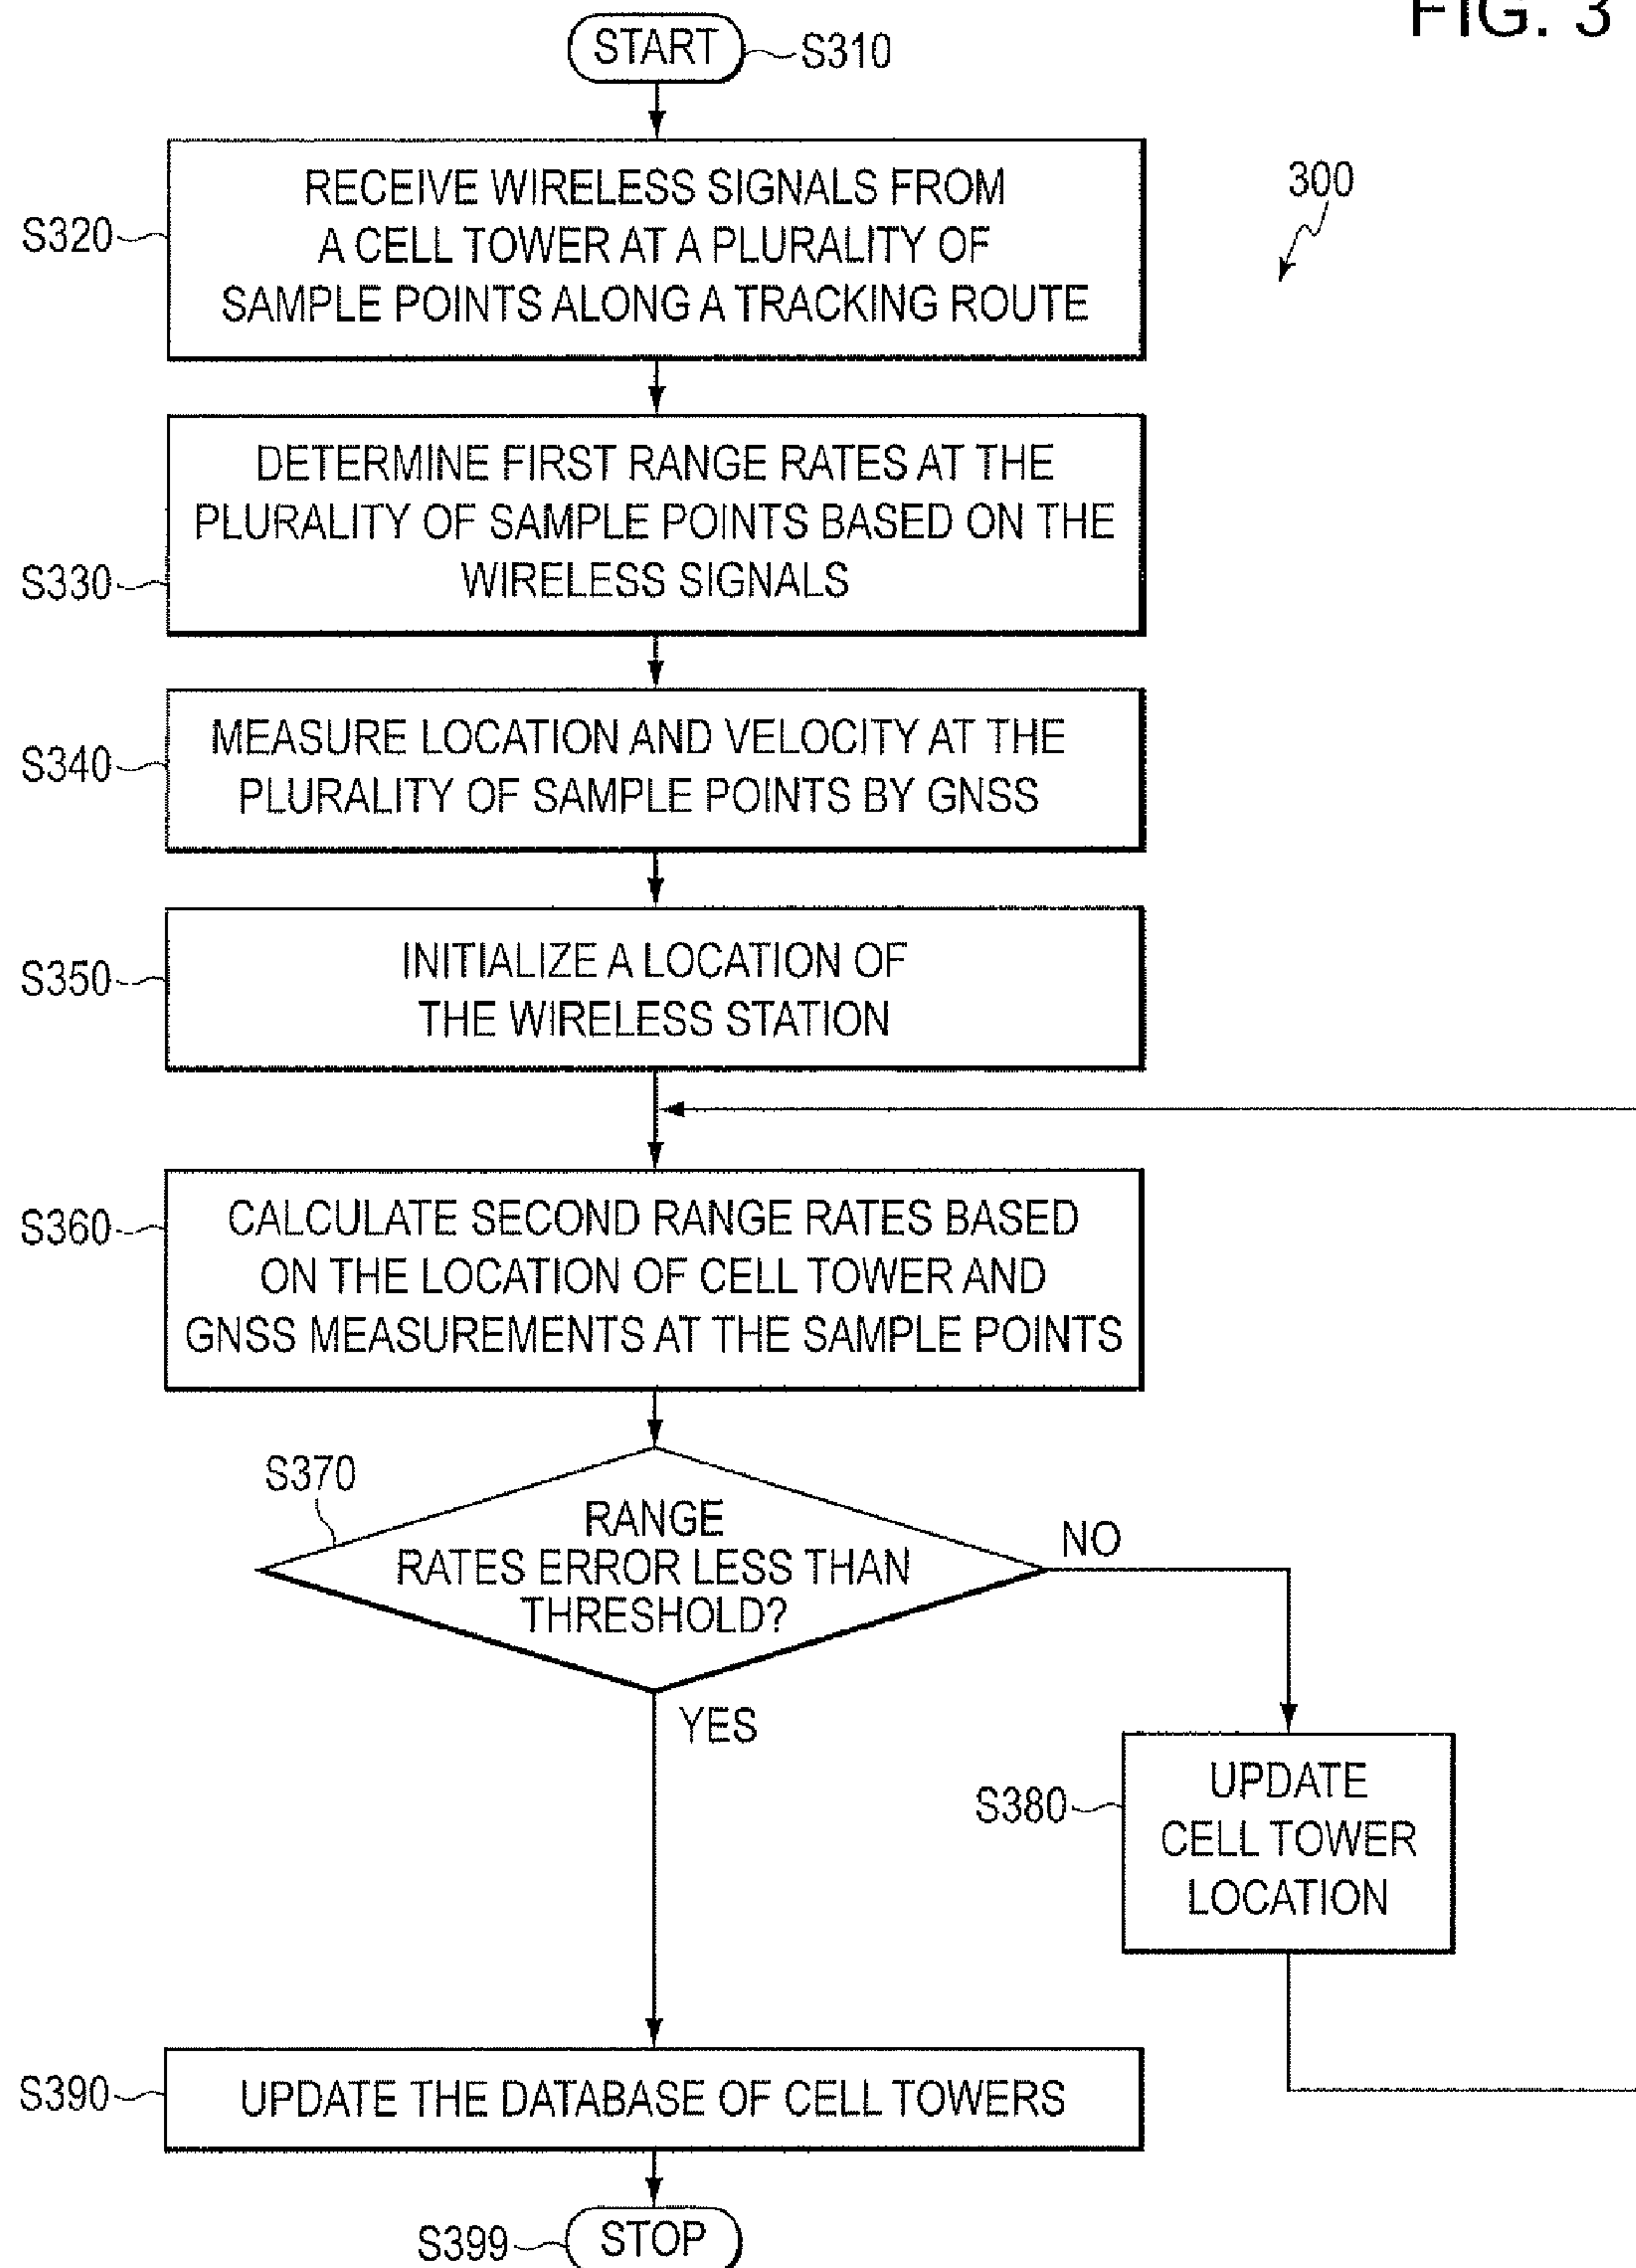 FIG. 3
START
S310
300
S320
RECEIVE WIRELESS SIGNALS FROM
A CELL TOWER AT A PLURALITY OF
SAMPLE POINTS ALONG A TRACKING ROUTE
S330
DETERMINE FIRST RANGE RATES AT THE
PLURALITY OF SAMPLE POINTS BASED ON THE
WIRELESS SIGNALS
S340
MEASURE LOCATION AND VELOCITY AT THE
PLURALITY OF SAMPLE POINTS BY GNSS
S350
INITIALIZE A LOCATION OF
THE WIRELESS STATION
S360
CALCULATE SECOND RANGE RATES BASED
ON THE LOCATION OF CELL TOWER AND
GNSS MEASUREMENTS AT THE SAMPLE POINTS
S370
RANGE
RATES ERROR LESS THAN
THRESHOLD?
NO
YES
S380
UPDATE
CELL TOWER
LOCATION
S390
UPDATE THE DATABASE OF CELL TOWERS
S399
STOP